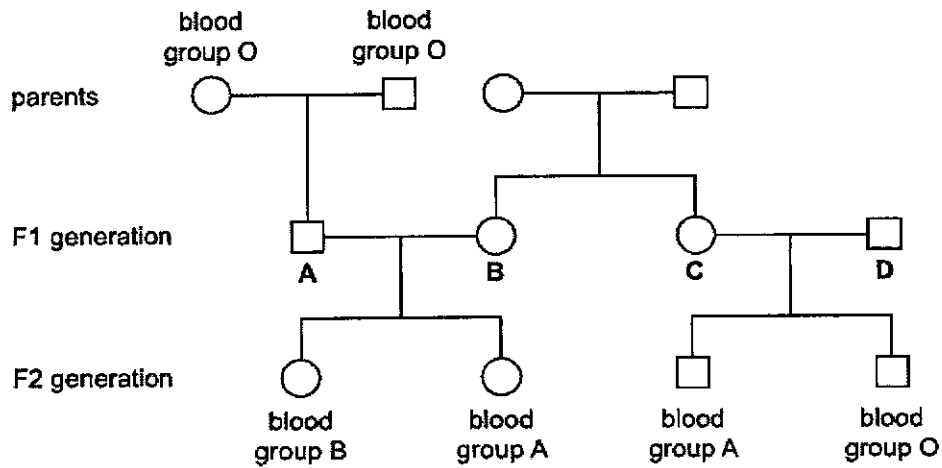 blood
group O
blood
group O
parents
F1 generation
A
B
C
D
F2 generation
blood
group B
blood
group A
blood
group A
blood
group O